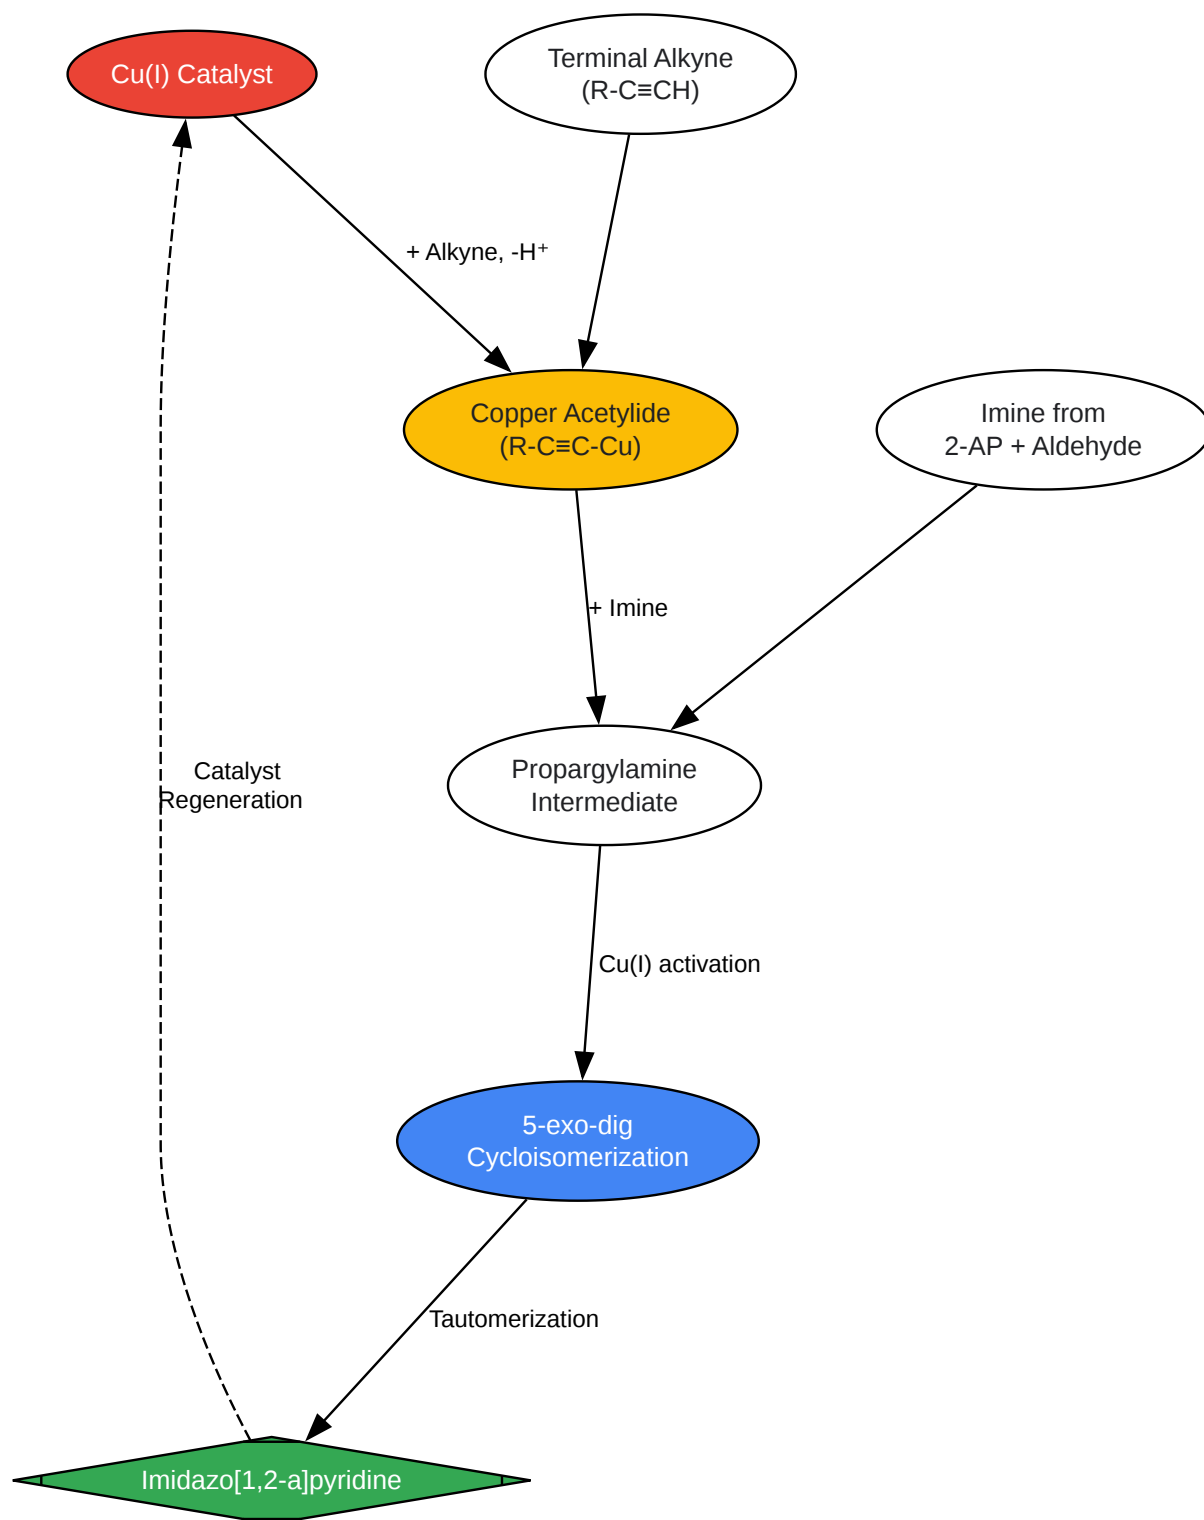 Cu(I) Catalyst
Terminal Alkyne
(R-C≡CH)
+ Alkyne, -H⁺
Copper Acetylide
(R-C≡C-Cu)
Imine from
2-AP + Aldehyde
+ Imine
Propargylamine
Intermediate
Catalyst
Regeneration
Cu(I) activation
5-exo-dig
Cycloisomerization
Tautomerization
Imidazo[1,2-a]pyridine